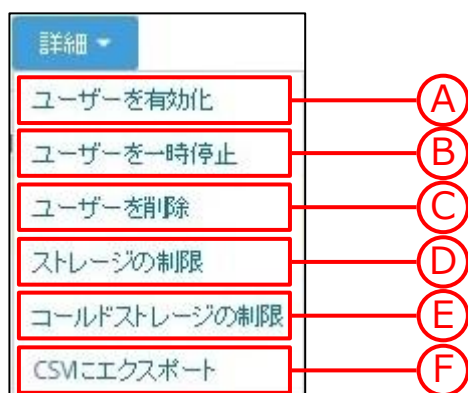 詳細
ユーザーを有効化 A
ユーザーを一時停止 B
ユーザーを削除 C
ストレージの制限 D
コールドストレージの制限 E
CSVにエクスポート F